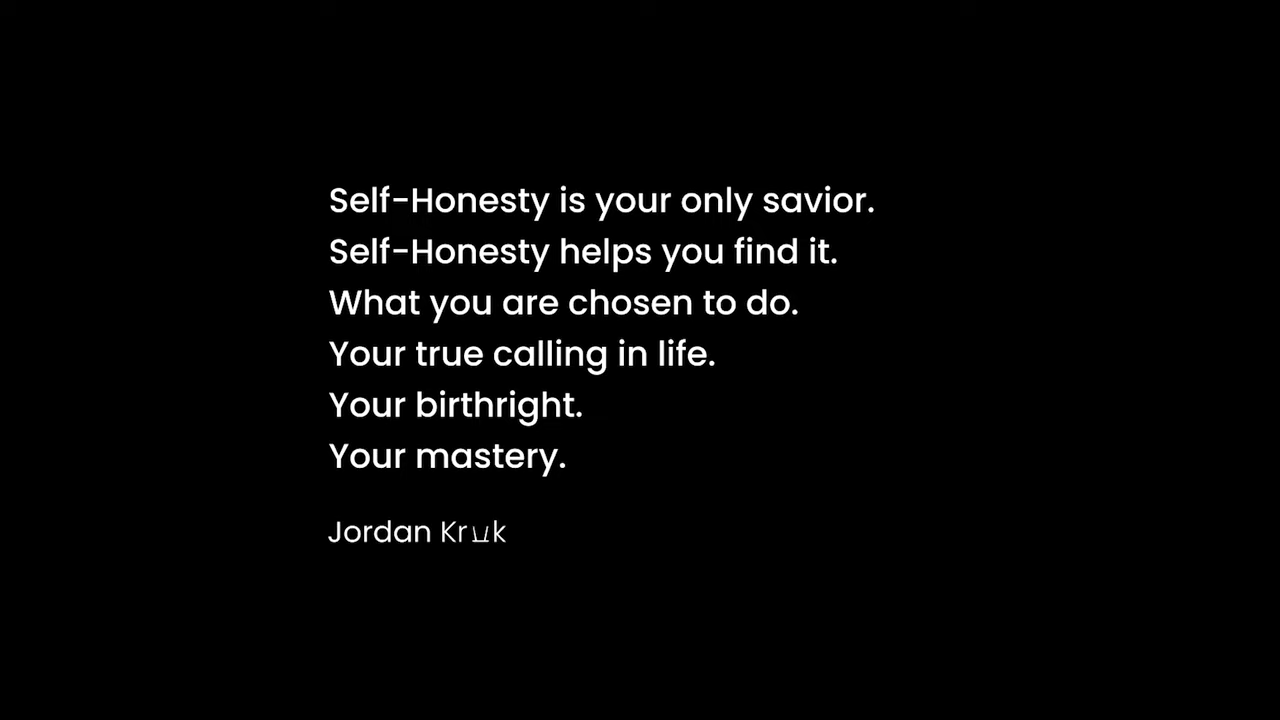 Self-Honesty is your only savior.
Self-Honesty helps you find it.
What you are chosen to do.
Your true calling in life.
Your birthright.
Your mastery.
Jordan